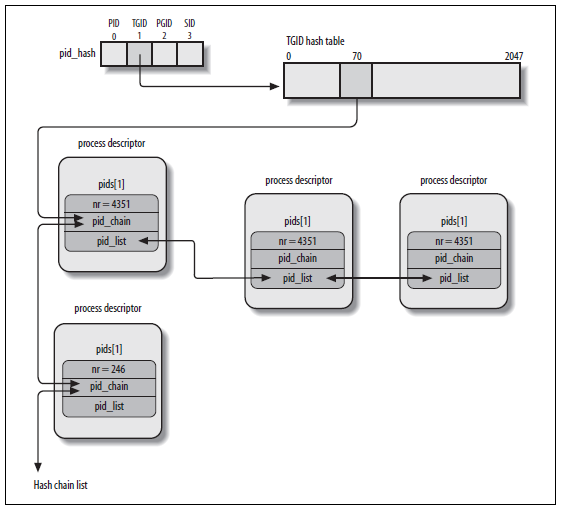 PID TGID PGID SID
0 1 2 3
pid_hash
TGID hash table
0 70 2047
process descriptor
pids[1]
nr = 4351
pid_chain
pid_list
process descriptor
pids[1]
nr = 4351
pid_chain
pid_list
process descriptor
pids[1]
nr = 4351
pid_chain
pid_list
process descriptor
pids[1]
nr = 246
pid_chain
pid_list
Hash chain list